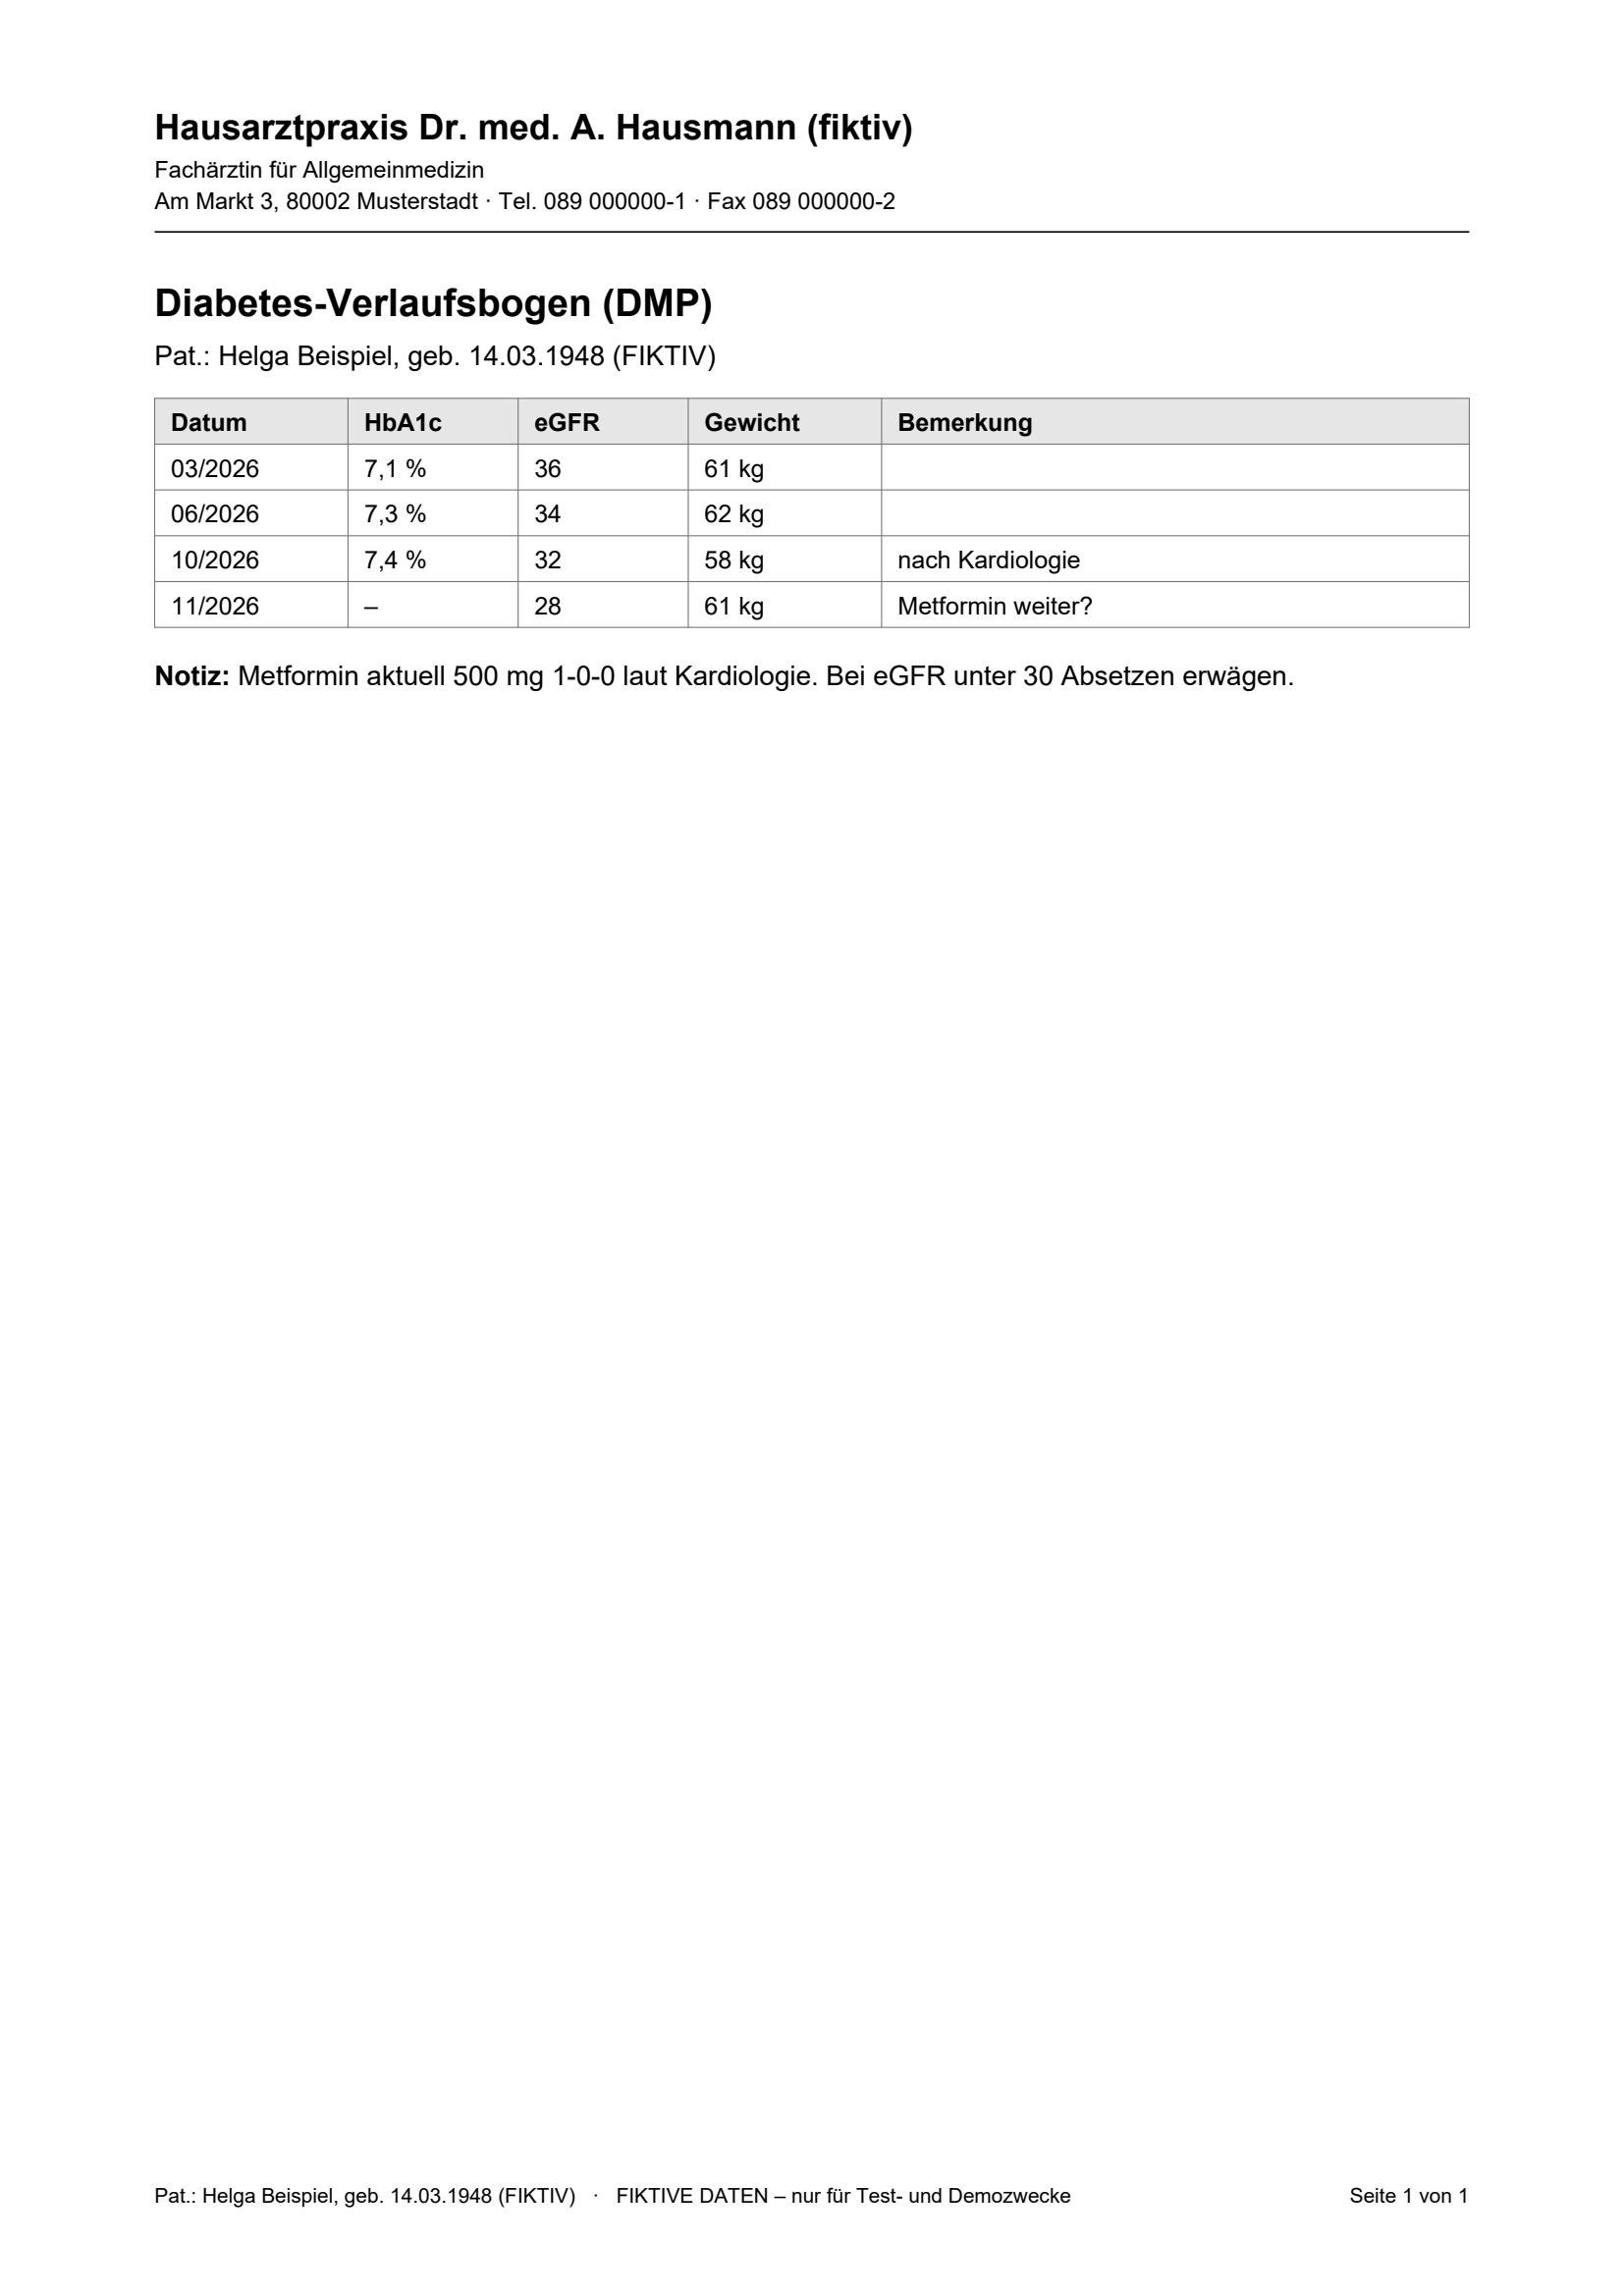 Hausarztpraxis Dr. med. A. Hausmann (fiktiv)
Fachärztin für Allgemeinmedizin
Am Markt 3, 80002 Musterstadt · Tel. 089 000000-1 · Fax 089 000000-2
Diabetes-Verlaufsbogen (DMP)
Pat.: Helga Beispiel, geb. 14.03.1948 (FIKTIV)
Datum HbA1c eGFR Gewicht Bemerkung
03/2026 7,1 % 36 61 kg
06/2026 7,3 % 34 62 kg
10/2026 7,4 % 32 58 kg nach Kardiologie
11/2026 – 28 61 kg Metformin weiter?
Notiz: Metformin aktuell 500 mg 1-0-0 laut Kardiologie. Bei eGFR unter 30 Absetzen erwägen.
Pat.: Helga Beispiel, geb. 14.03.1948 (FIKTIV) · FIKTIVE DATEN – nur für Test- und Demozwecke Seite 1 von 1